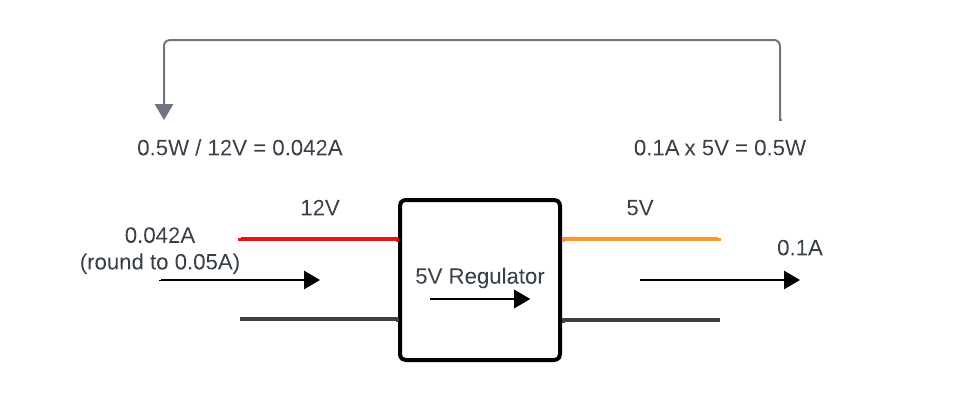 0.5W / 12V = 0.042A
0.1A x 5V = 0.5W
12V
5V
0.042A
(round to 0.05A)
0.1A
5V Regulator